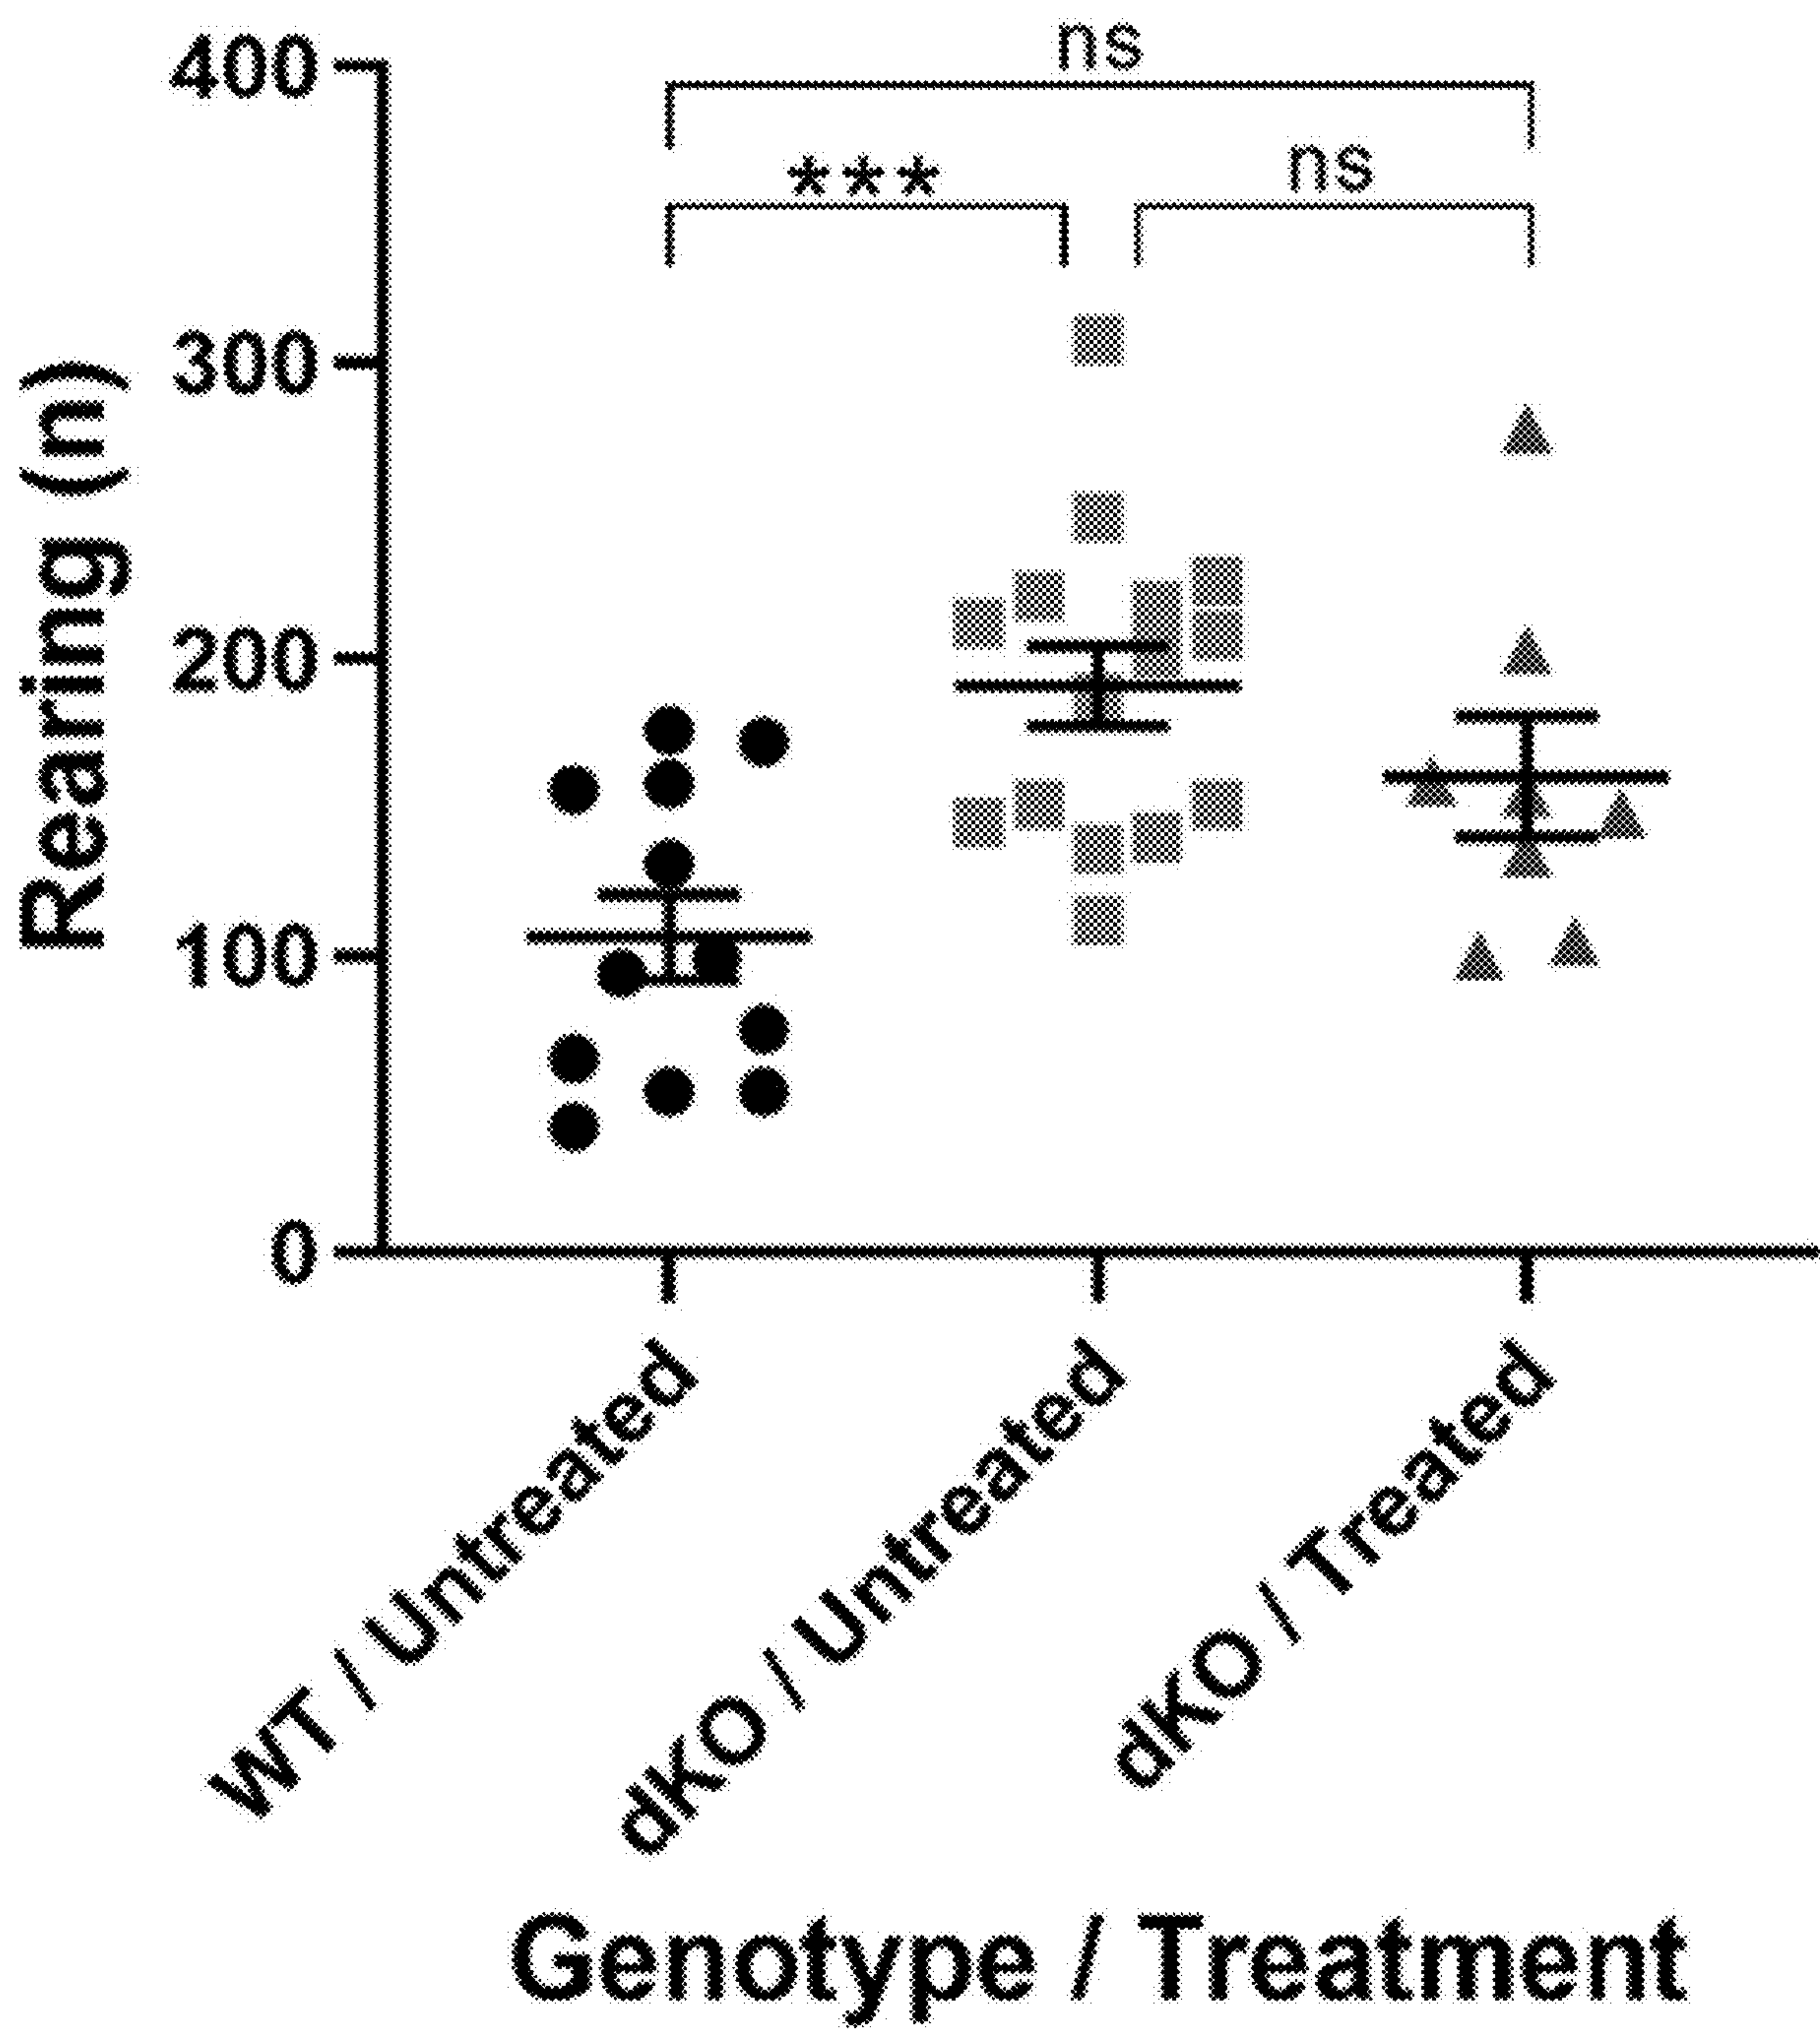 ns
***
ns
400
300
200
100
0
Rearing (n)
WT / Untreated
dKO / Untreated
dKO / Treated
Genotype / Treatment